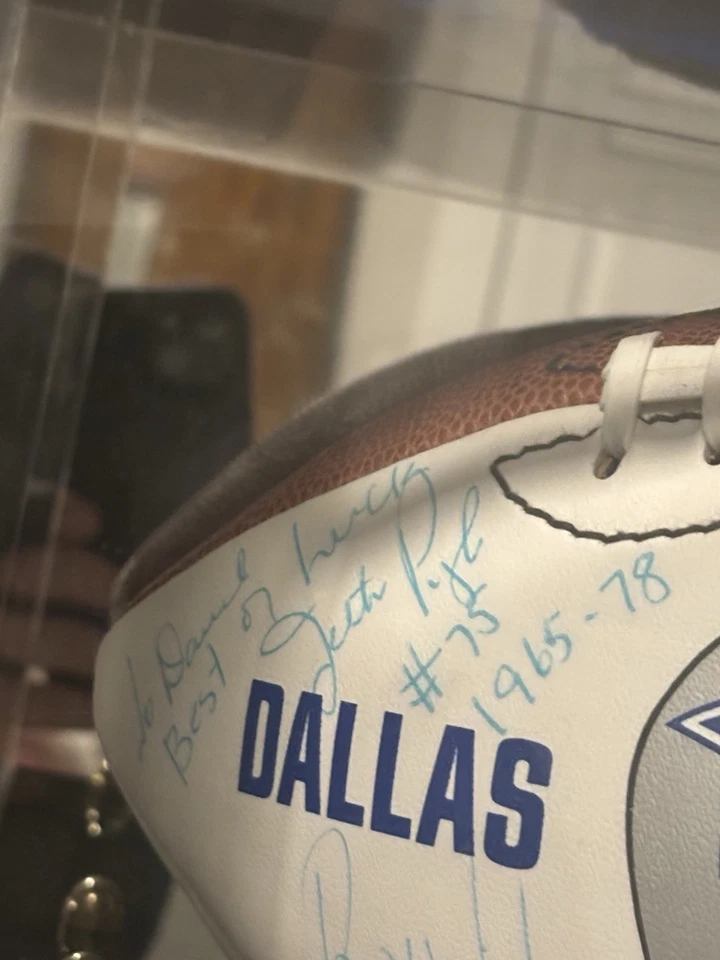 To Daniel
Best of Luck
Jethro Pugh
#75
1965-78
DALLAS